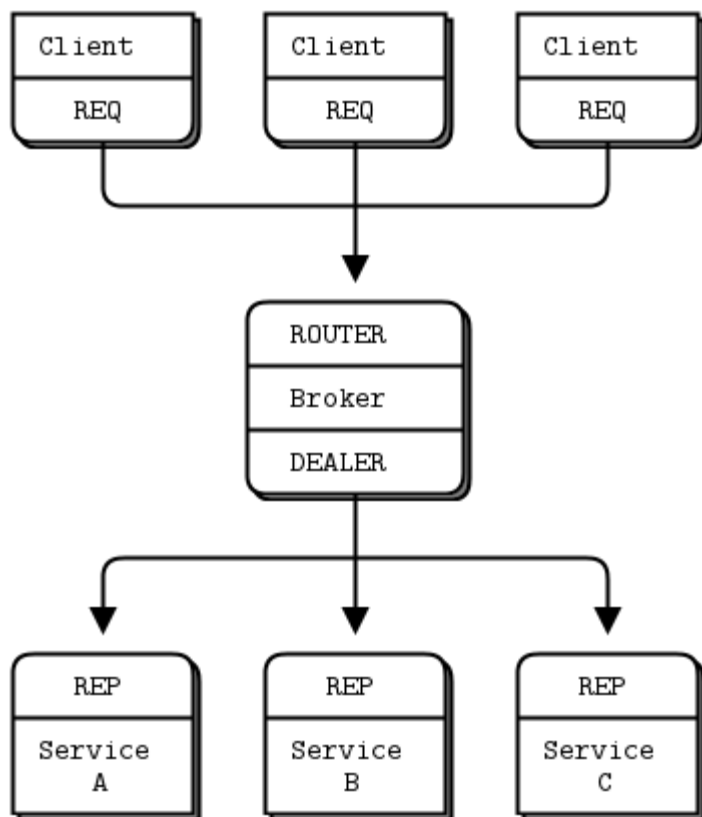 Client
Client
Client
REQ
REQ
REQ
ROUTER
Broker
DEALER
REP
REP
REP
Service
A
Service
B
Service
C